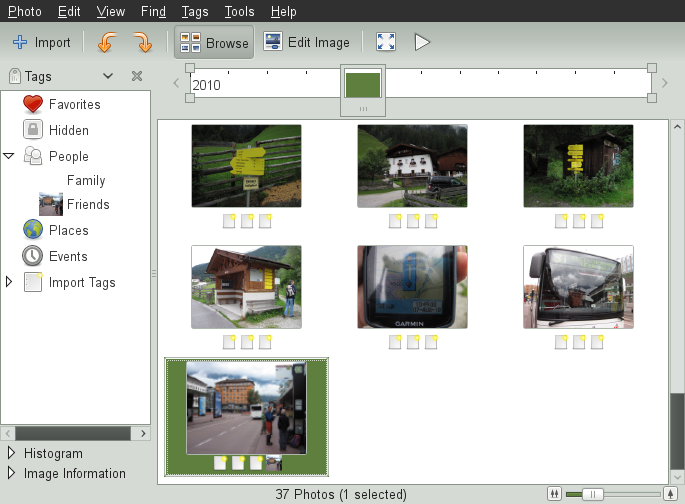 Photo Edit View Find Tags Tools Help
Import Browse Edit Image
Tags
2010
Favorites
Hidden
People
Family
Friends
Places
Events
Import Tags
GARMIN
Histogram
Image Information
37 Photos (1 selected)